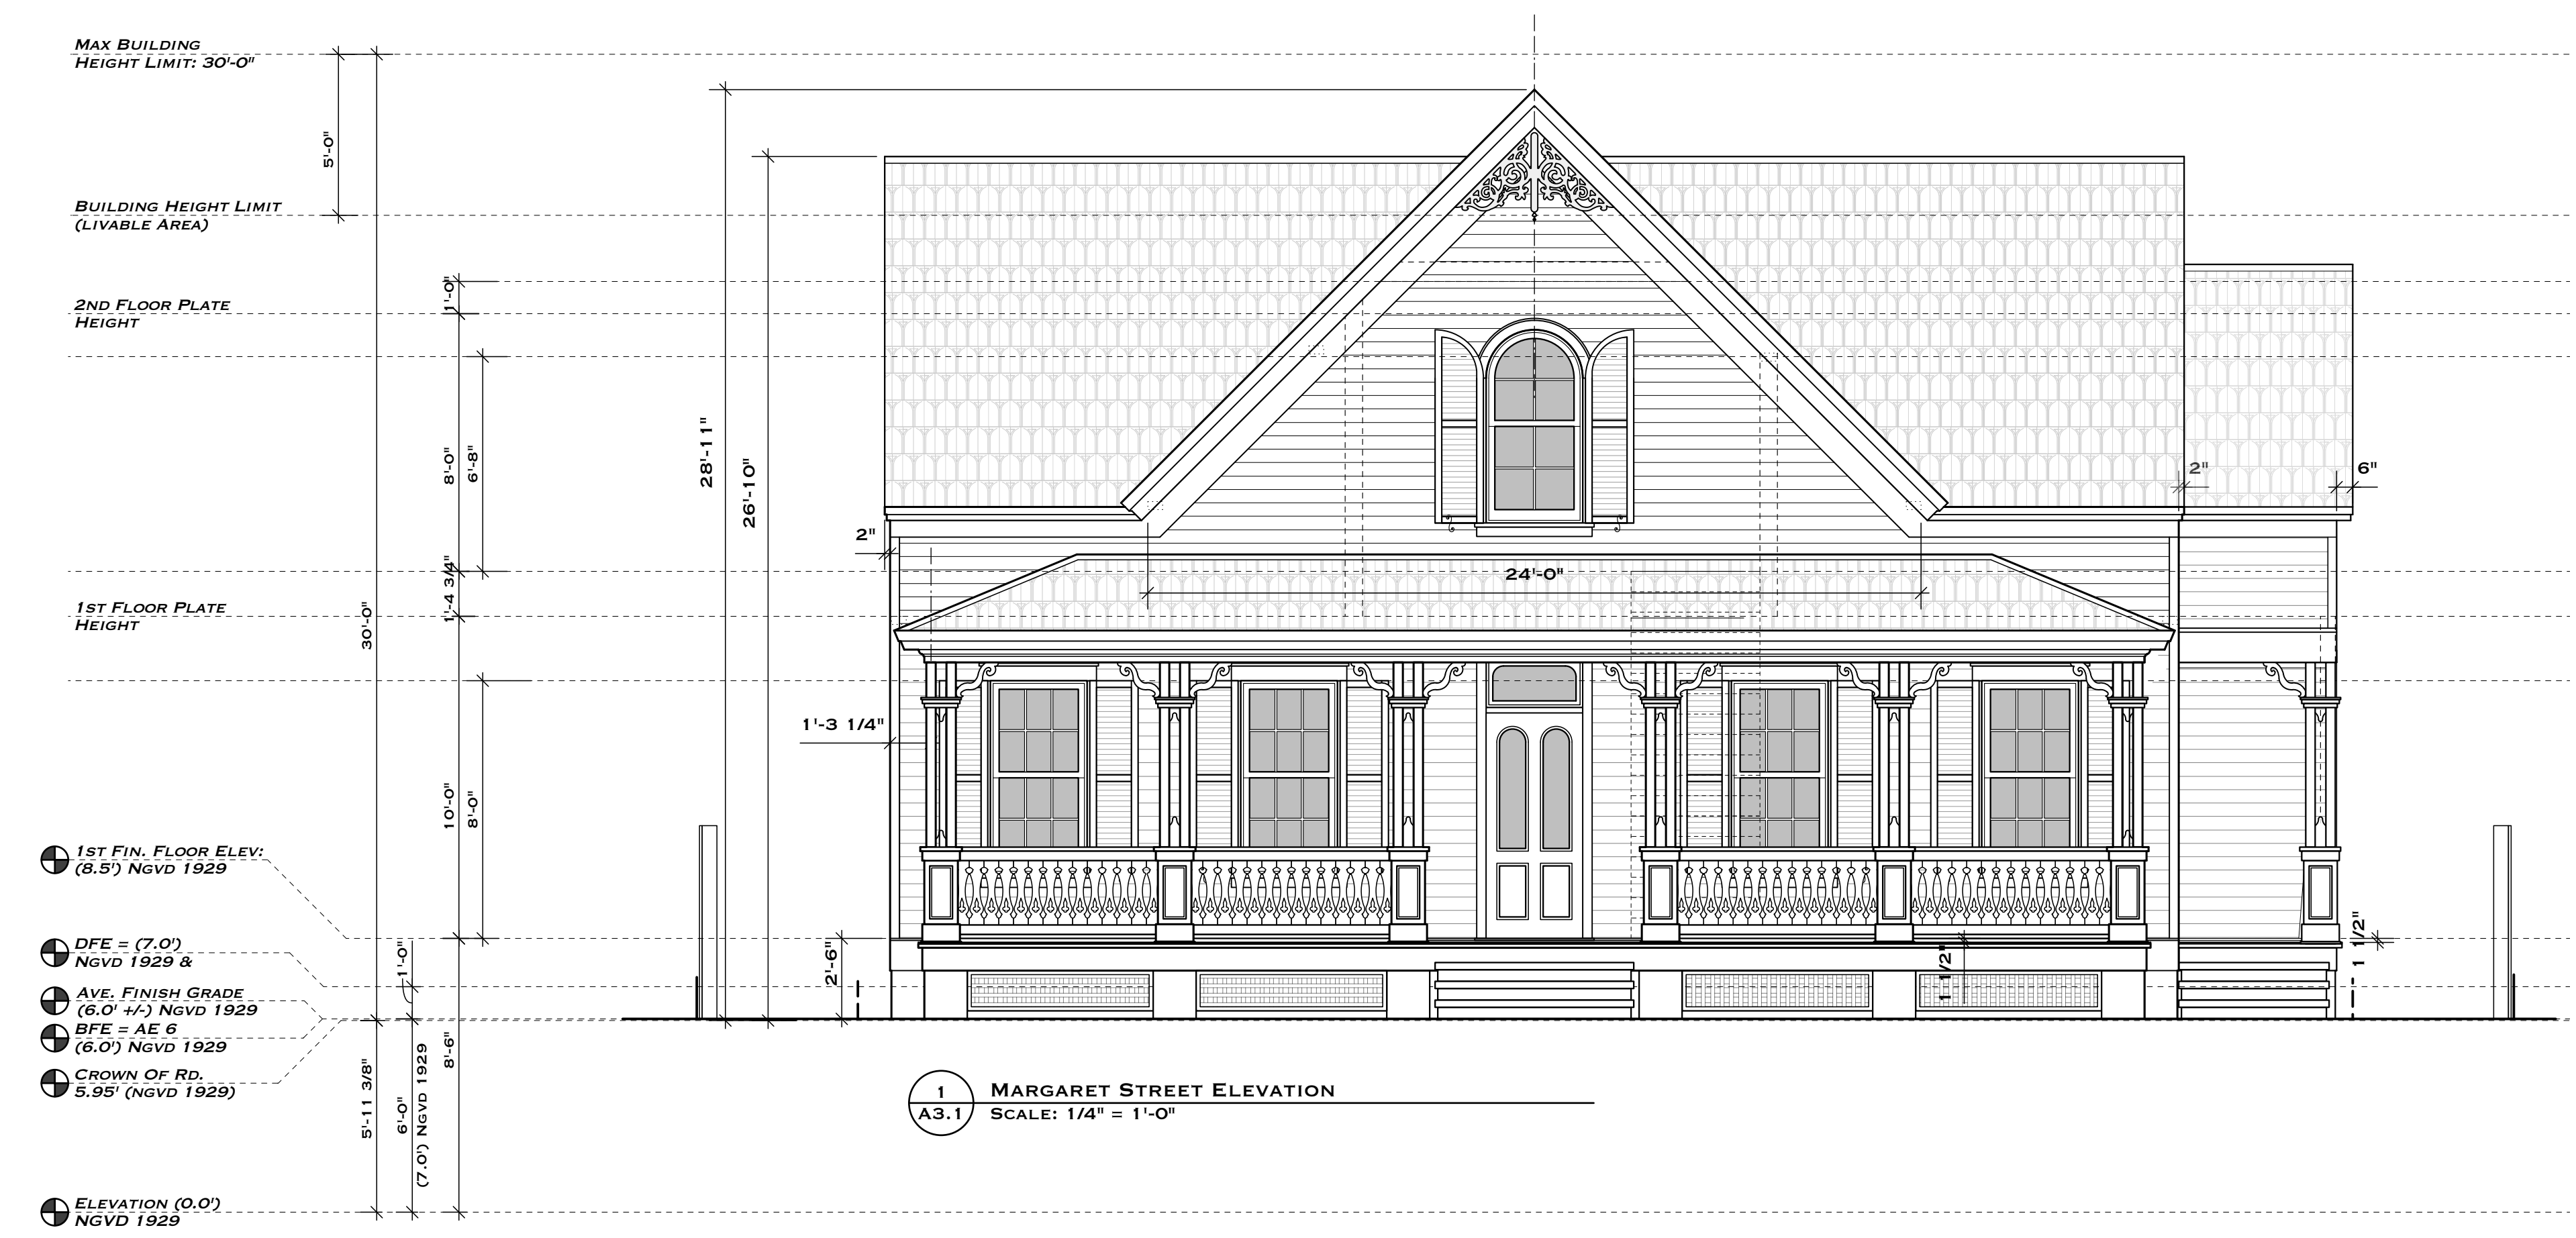 MAX BUILDING
HEIGHT LIMIT: 30'-0"
5'-0"
BUILDING HEIGHT LIMIT
(LIVABLE AREA)
1'-0"
2ND FLOOR PLATE
HEIGHT
8'-0"
6'-8"
28'-11"
26'-10"
2"
6"
2"
1'-4 3/4"
24'-0"
1ST FLOOR PLATE
HEIGHT
30'-0"
1'-3 1/4"
10'-0"
8'-0"
1ST FIN. FLOOR ELEV:
(8.5') NGVD 1929
DFE = (7.0')
NGVD 1929 &
1'-0"
2'-6"
1 1/2"
1 1/2"
AVE. FINISH GRADE
(6.0' +/-) NGVD 1929
BFE = AE 6
(6.0') NGVD 1929
CROWN OF RD.
5.95' (NGVD 1929)
5'-11 3/8"
6'-0"
(7.0') NGVD 1929
8'-6"
1
A3.1
MARGARET STREET ELEVATION
SCALE: 1/4" = 1'-0"
ELEVATION (0.0')
NGVD 1929